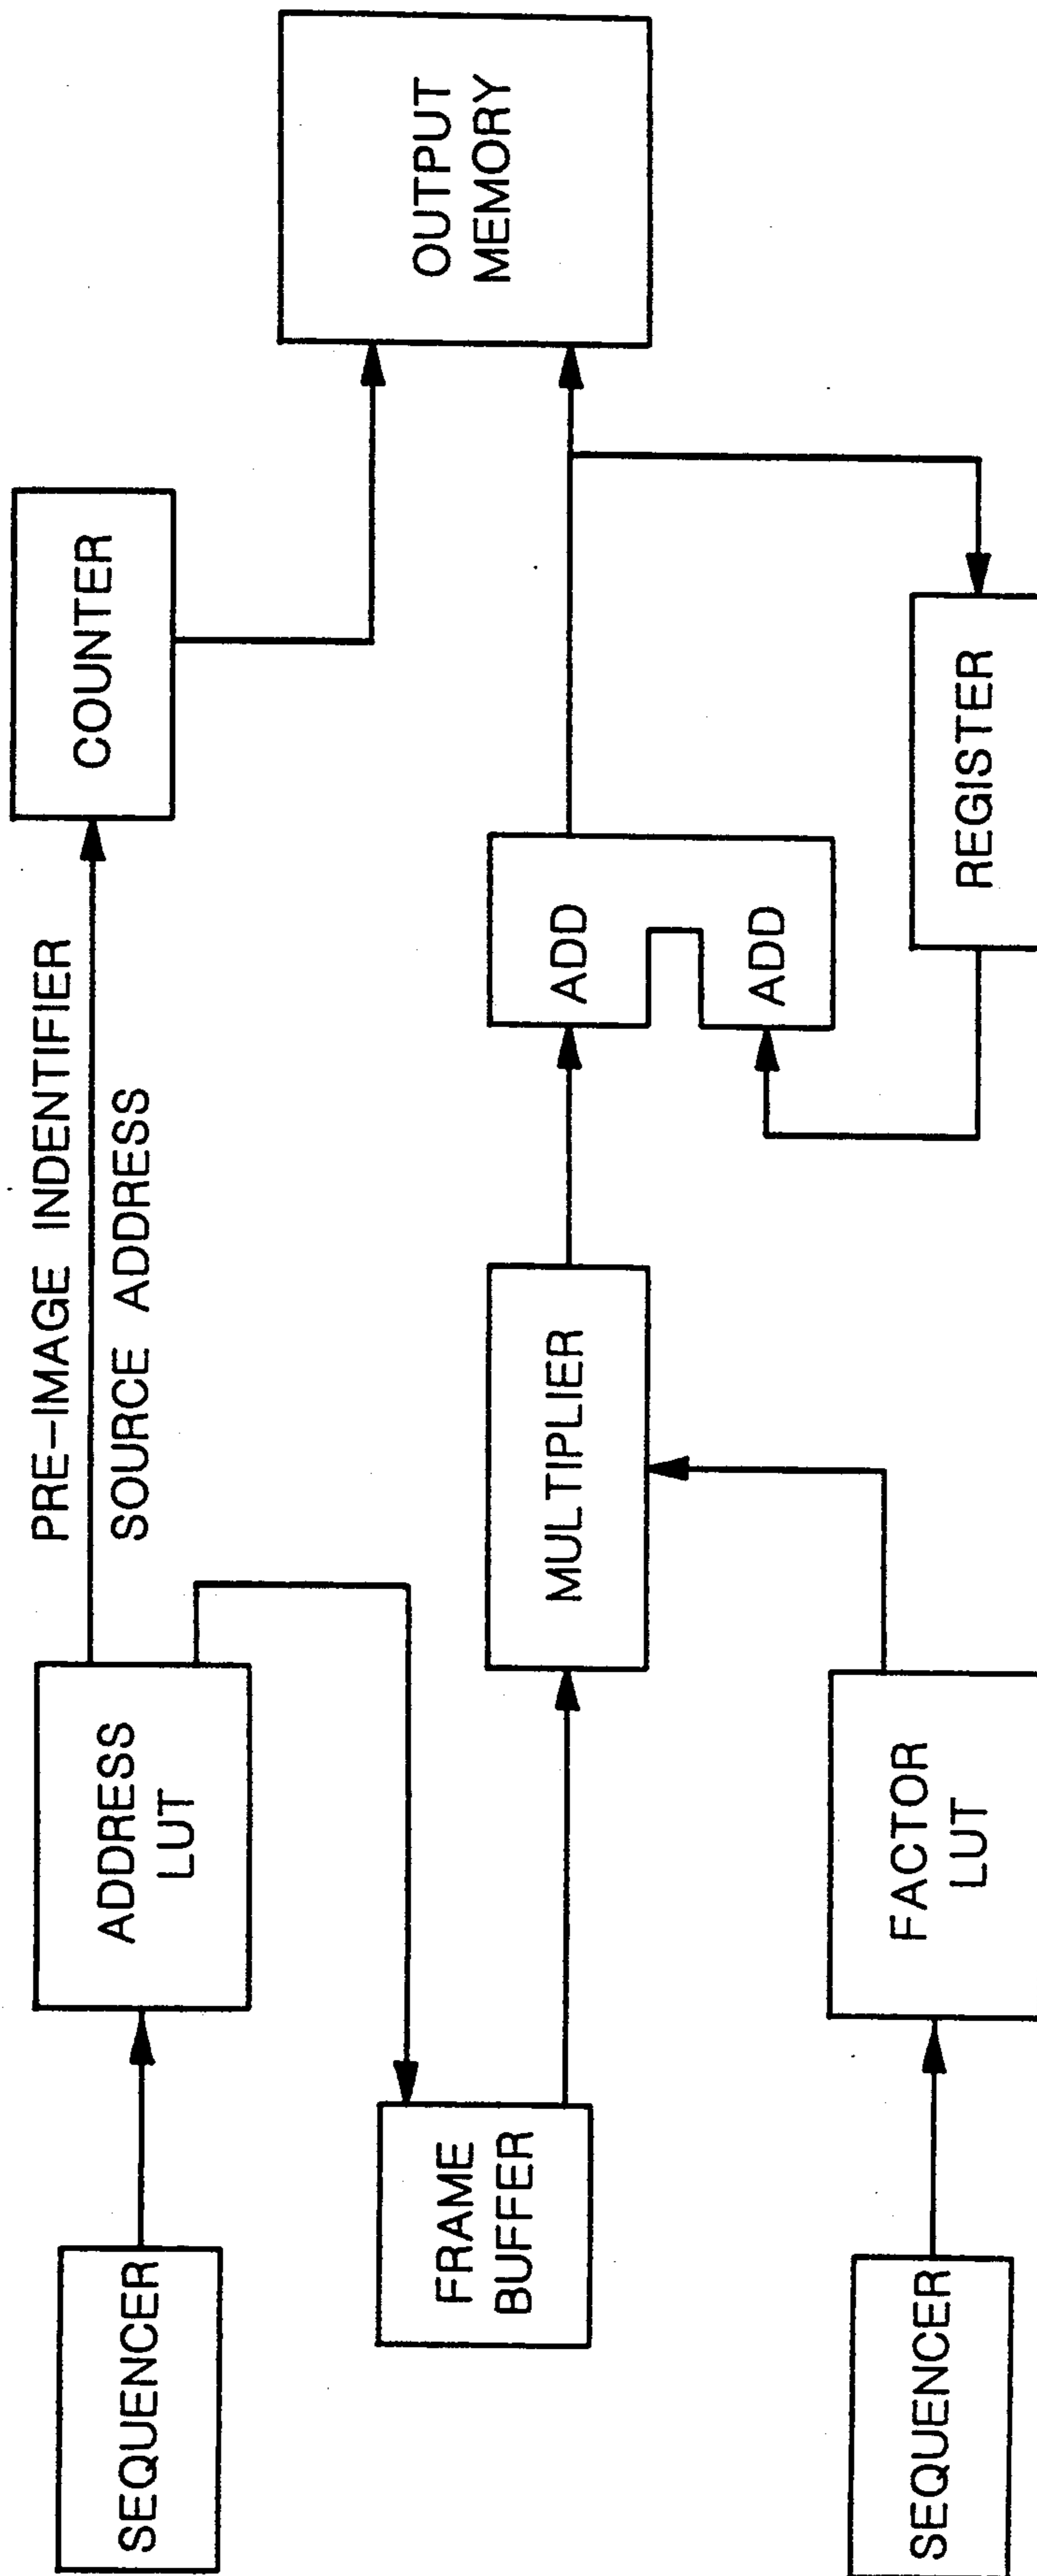 SEQUENCER
ADDRESS
LUT
PRE-IMAGE INDENTIFIER
SOURCE ADDRESS
COUNTER
OUTPUT
MEMORY
FRAME
BUFFER
MULTIPLIER
ADD
ADD
REGISTER
SEQUENCER
FACTOR
LUT